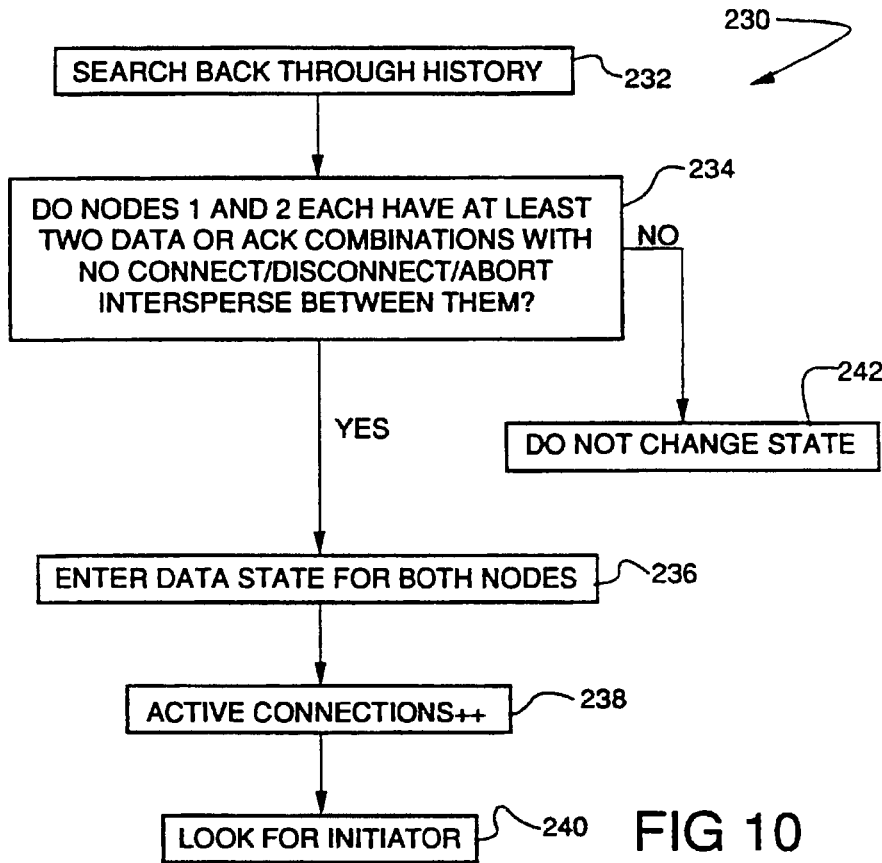 230
SEARCH BACK THROUGH HISTORY
232
234
DO NODES 1 AND 2 EACH HAVE AT LEAST
TWO DATA OR ACK COMBINATIONS WITH
NO CONNECT/DISCONNECT/ABORT
INTERSPERSE BETWEEN THEM?
NO
242
YES
DO NOT CHANGE STATE
ENTER DATA STATE FOR BOTH NODES
236
ACTIVE CONNECTIONS++
238
LOOK FOR INITIATOR
240
FIG 10